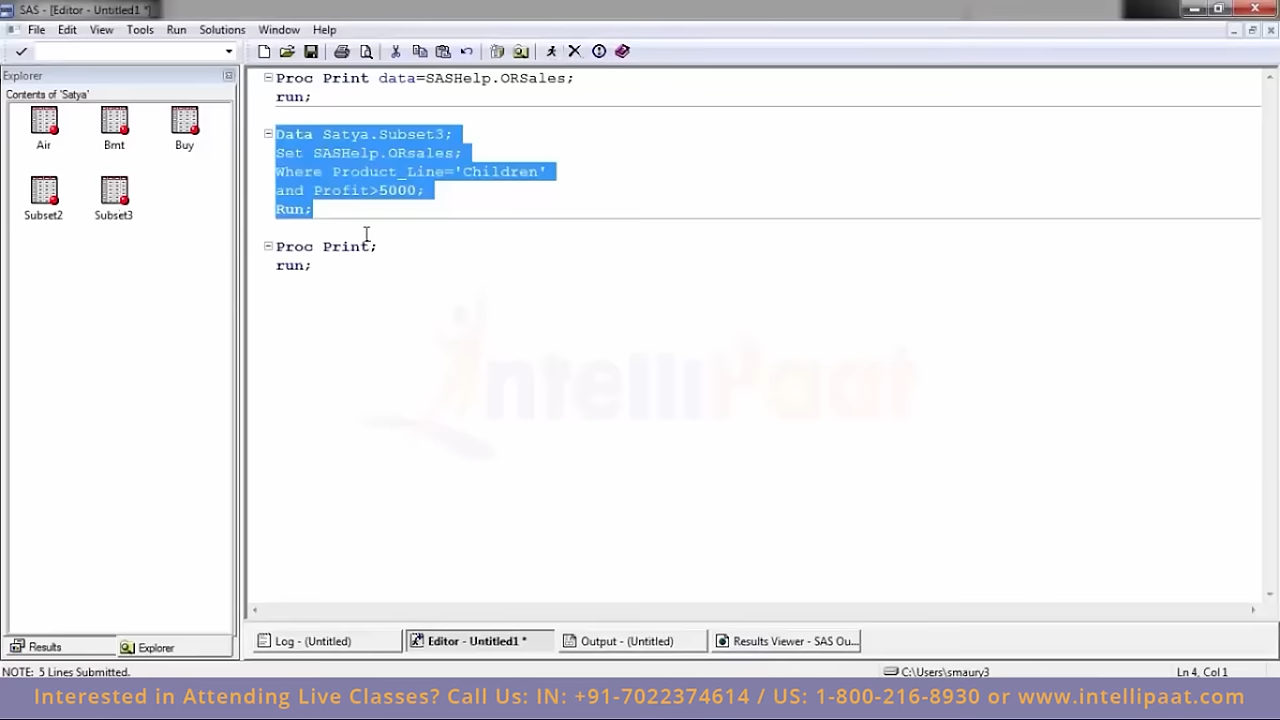 SAS - [Editor - Untitled1 *]
File Edit View Tools Run Solutions Window Help
Explorer
Contents of 'Satya'
Air Bmt Buy
Subset2 Subset3
Proc Print data=SASHelp.ORSales;
run;
Data Satya.Subset3;
Set SASHelp.ORsales;
Where Product_Line='Children'
and Profit>5000;
Run;
Proc Print;
run;
IntelliPaat
Results Explorer
Log - (Untitled) Editor - Untitled1 * Output - (Untitled) Results Viewer - SAS Ou...
NOTE: 5 Lines Submitted. C:\Users\smaury3 Ln 4, Col 1
Interested in Attending Live Classes? Call Us: IN: +91-7022374614 / US: 1-800-216-8930 or www.intellipaat.com